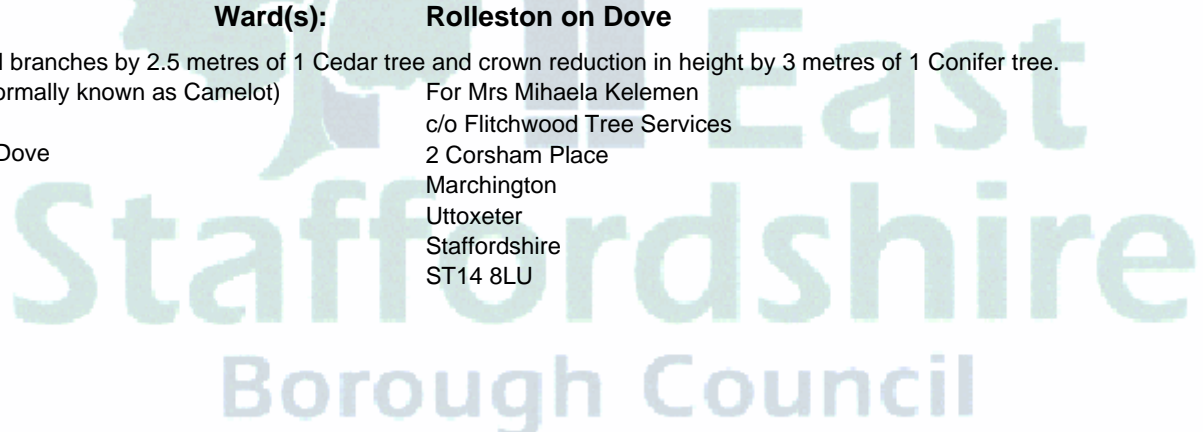 Ward(s): Rolleston on Dove
l branches by 2.5 metres of 1 Cedar tree and crown reduction in height by 3 metres of 1 Conifer tree.
ormally known as Camelot) For Mrs Mihaela Kelemen
c/o Flitchwood Tree Services
Dove 2 Corsham Place
Marchington
Uttoxeter
Staffordshire
ST14 8LU
East
Staffordshire
Borough Council